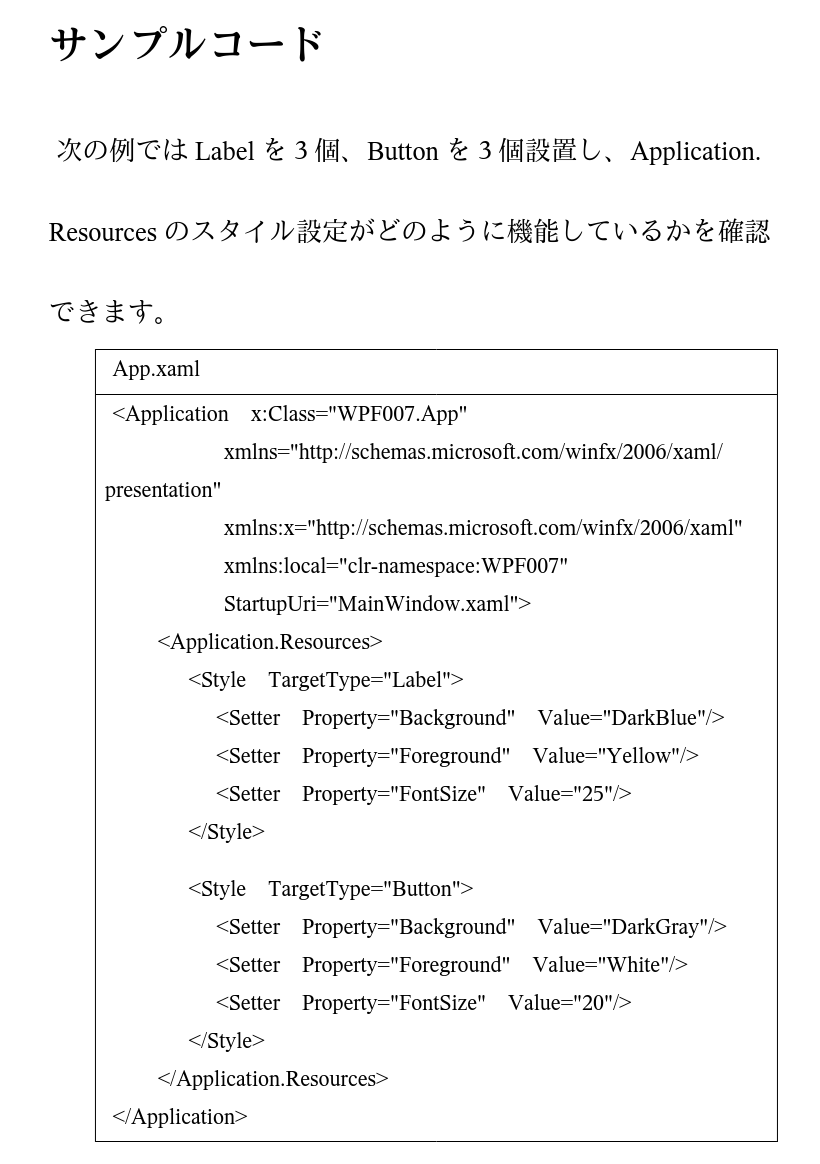 サンプルコード
次の例では Label を 3 個、Button を 3 個設置し、Application.
Resources のスタイル設定がどのように機能しているかを確認
できます。
App.xaml
<Application x:Class="WPF007.App"
xmlns="http://schemas.microsoft.com/winfx/2006/xaml/
presentation"
xmlns:x="http://schemas.microsoft.com/winfx/2006/xaml"
xmlns:local="clr-namespace:WPF007"
StartupUri="MainWindow.xaml">
<Application.Resources>
<Style TargetType="Label">
<Setter Property="Background" Value="DarkBlue"/>
<Setter Property="Foreground" Value="Yellow"/>
<Setter Property="FontSize" Value="25"/>
</Style>
<Style TargetType="Button">
<Setter Property="Background" Value="DarkGray"/>
<Setter Property="Foreground" Value="White"/>
<Setter Property="FontSize" Value="20"/>
</Style>
</Application.Resources>
</Application>